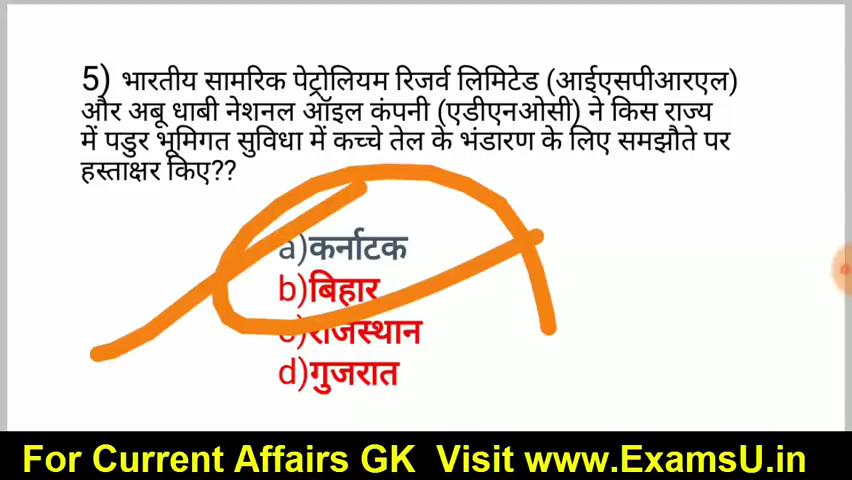 5) भारतीय सामरिक पेट्रोलियम रिजर्व लिमिटेड (आईएसपीआरएल)
और अबू धाबी नेशनल ऑइल कंपनी (एडीएनओसी) ने किस राज्य
में पडुर भूमिगत सुविधा में कच्चे तेल के भंडारण के लिए समझौते पर
हस्ताक्षर किए??
a)कर्नाटक
b)बिहार
c)राजस्थान
d)गुजरात
For Current Affairs GK Visit www.ExamsU.in